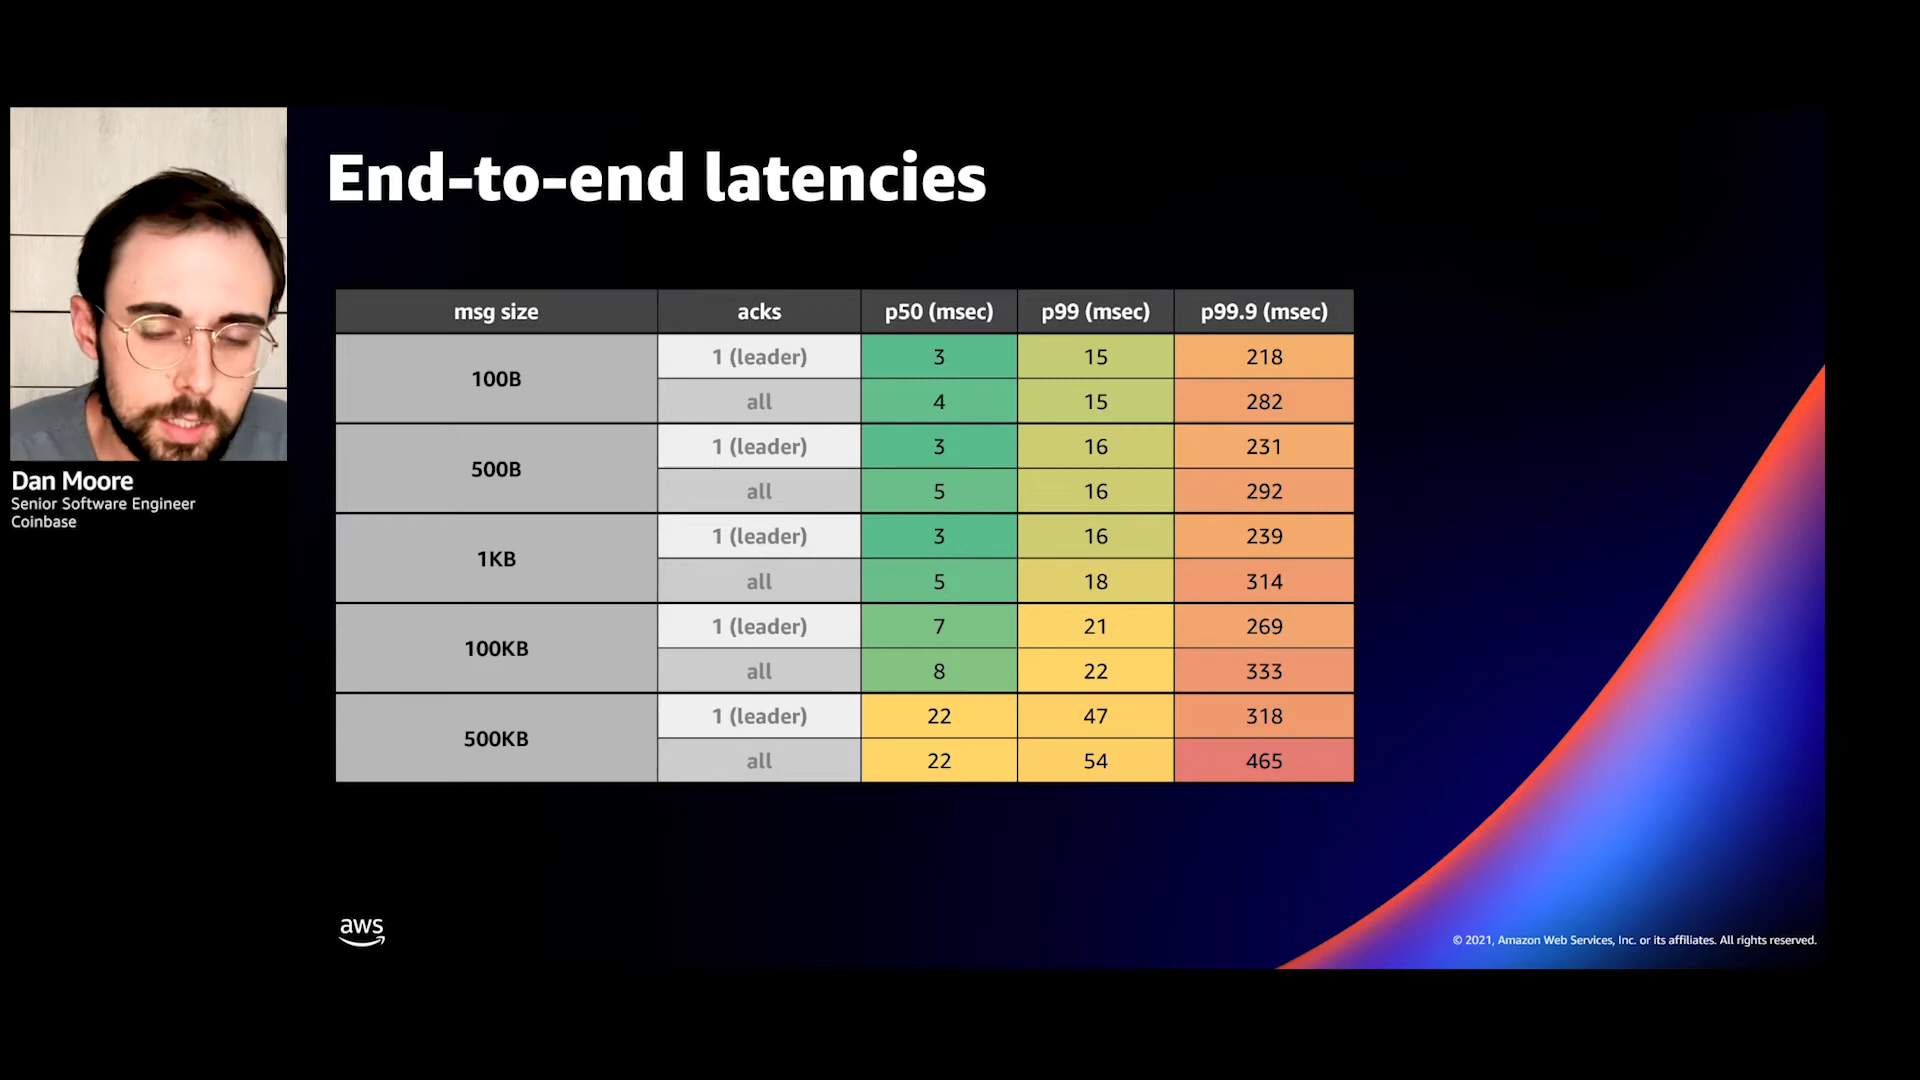 End-to-end latencies
msg size acks p50 (msec) p99 (msec) p99.9 (msec)
100B 1 (leader) 3 15 218
all 4 15 282
500B 1 (leader) 3 16 231
all 5 16 292
1KB 1 (leader) 3 16 239
all 5 18 314
100KB 1 (leader) 7 21 269
all 8 22 333
500KB 1 (leader) 22 47 318
all 22 54 465
Dan Moore
Senior Software Engineer
Coinbase
aws
© 2021, Amazon Web Services, Inc. or its affiliates. All rights reserved.